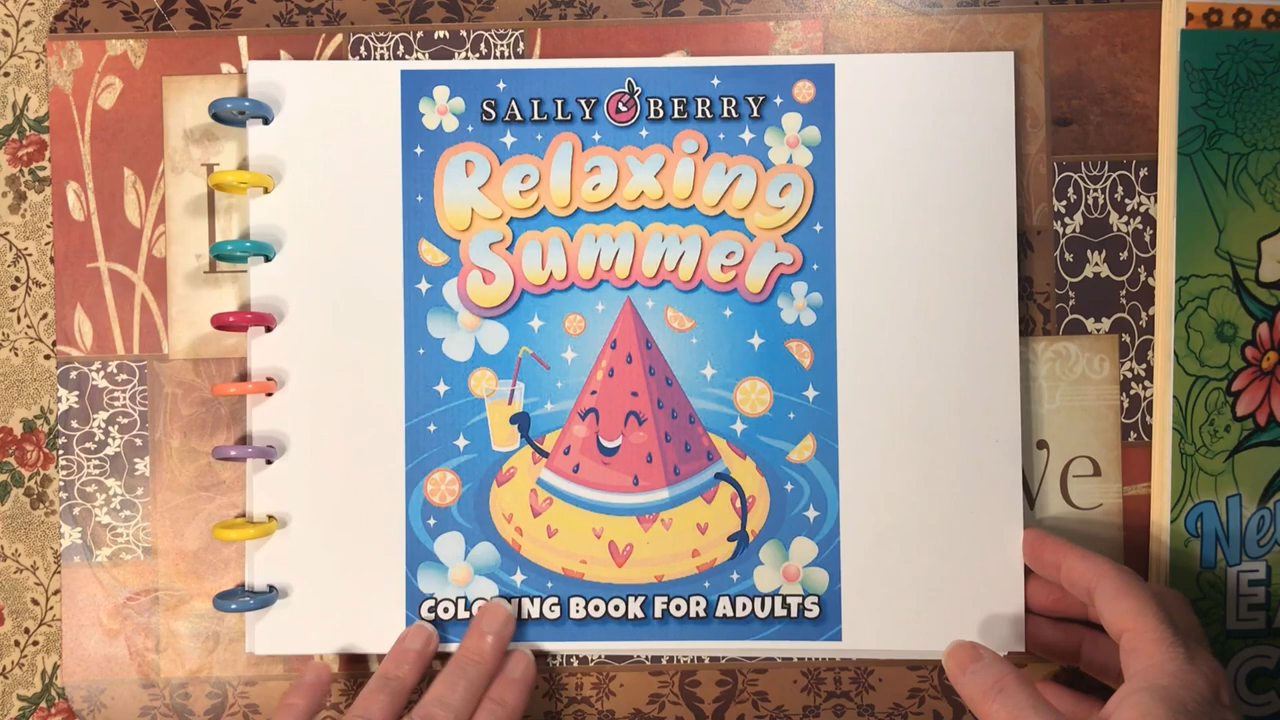 SALLY BERRY
Relaxing
Summer
COLORING BOOK FOR ADULTS
ve
Ne
E